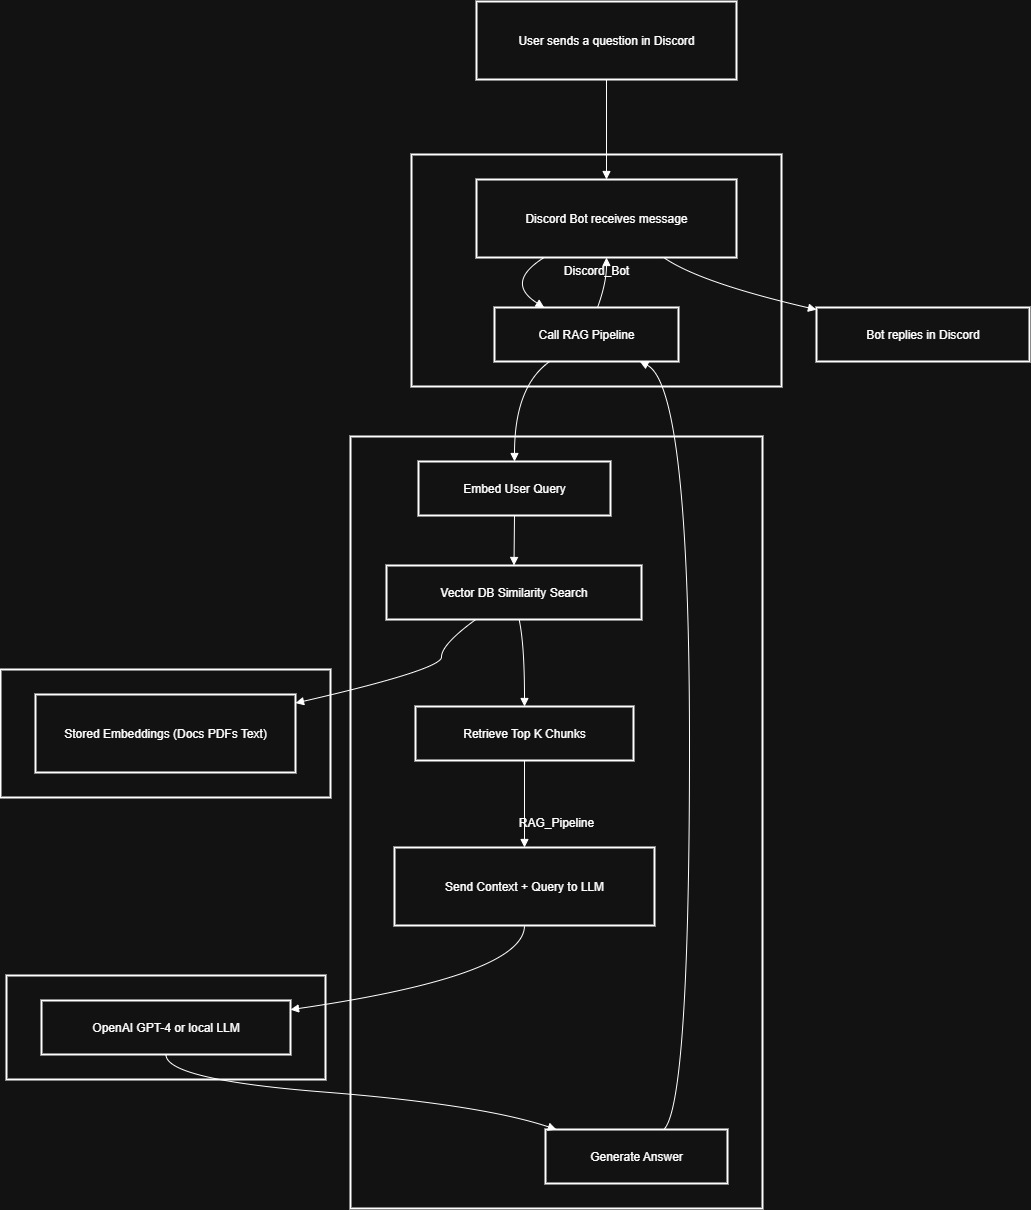 User sends a question in Discord
Discord Bot receives message
Discord_Bot
Call RAG Pipeline
Bot replies in Discord
Embed User Query
Vector DB Similarity Search
Stored Embeddings (Docs PDFs Text)
Retrieve Top K Chunks
RAG_Pipeline
Send Context + Query to LLM
OpenAI GPT-4 or local LLM
Generate Answer